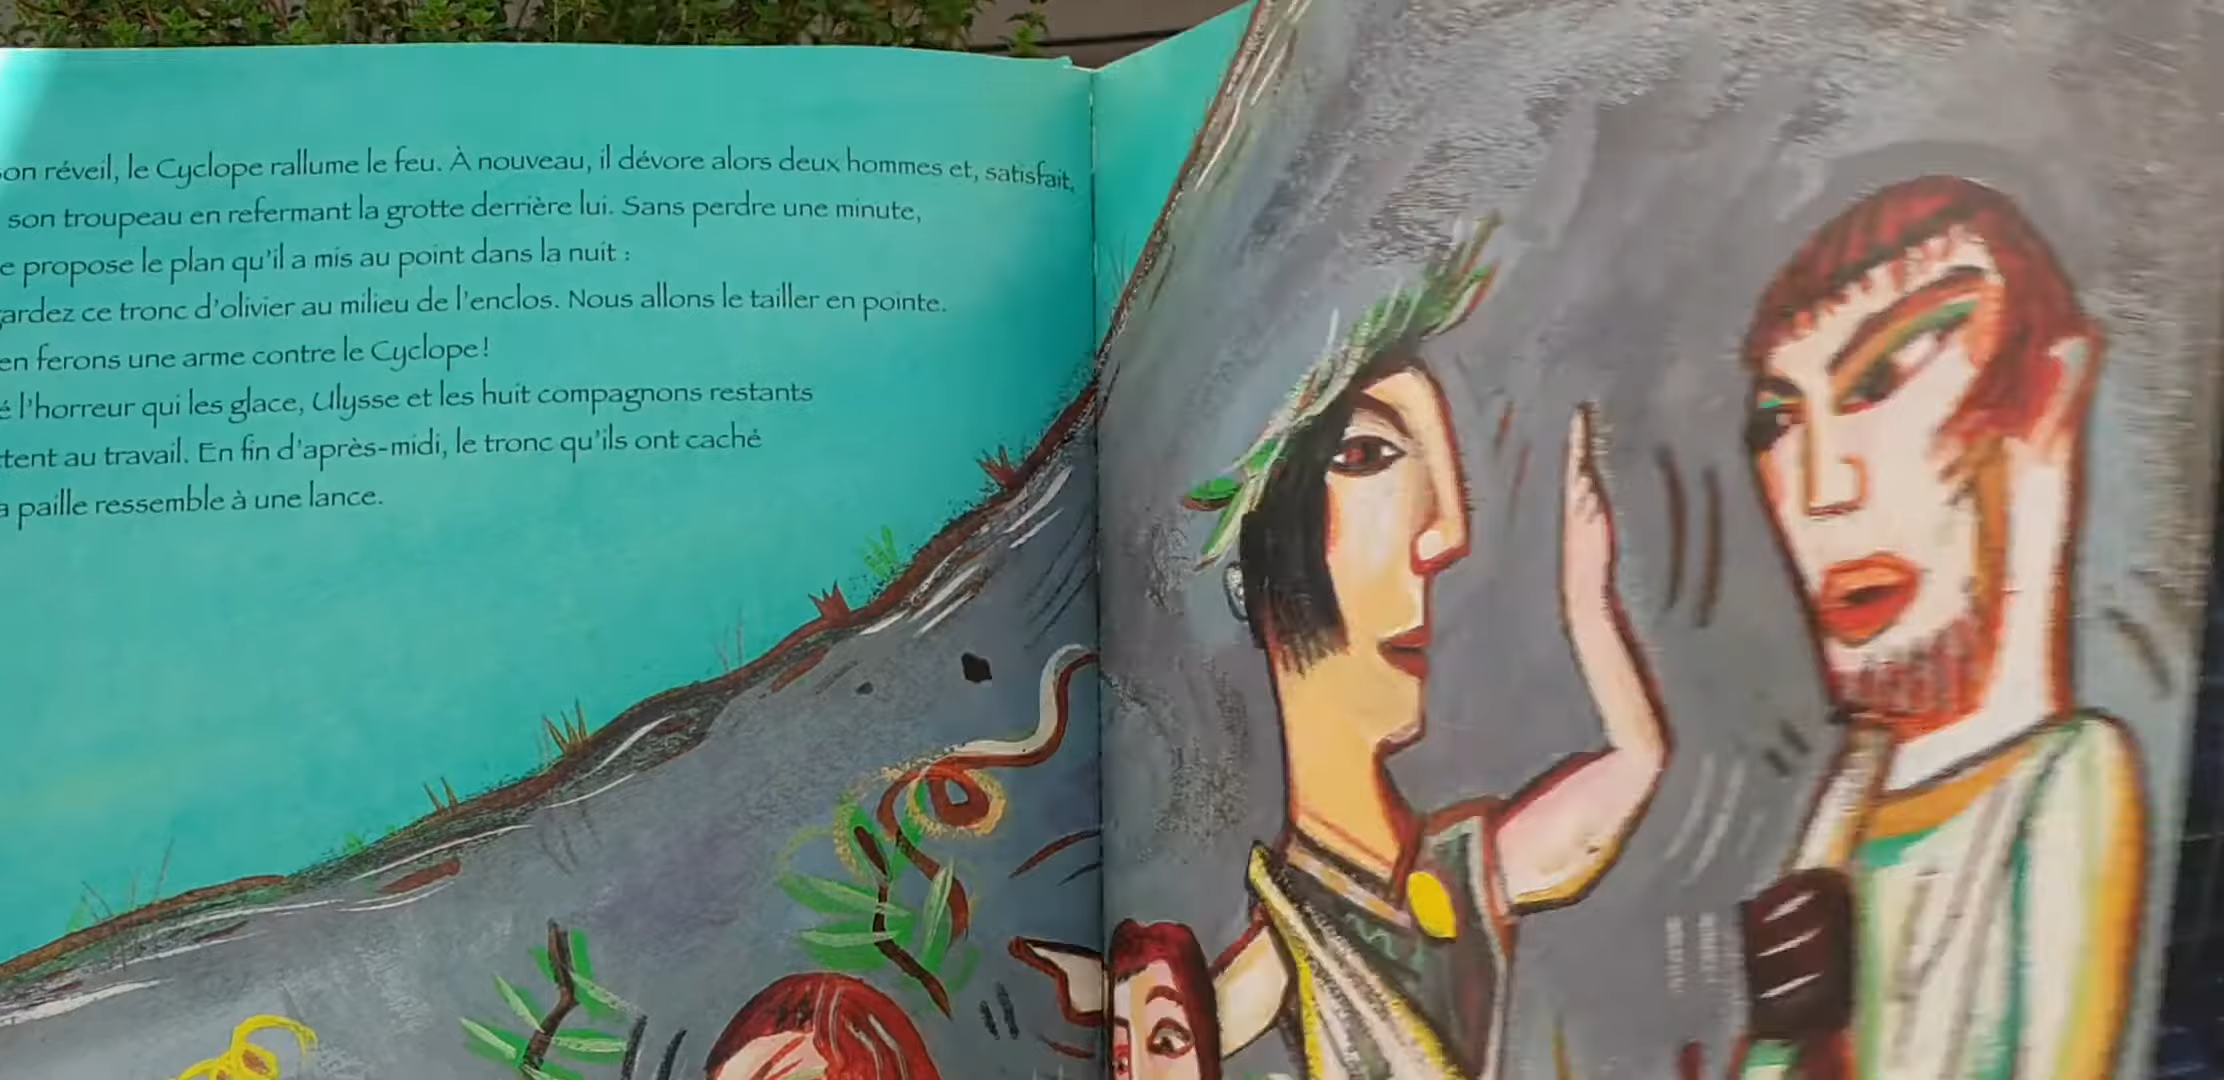 on réveil, le Cyclope rallume le feu. À nouveau, il dévore alors deux hommes et, satisfait,
son troupeau en refermant la grotte derrière lui. Sans perdre une minute,
e propose le plan qu'il a mis au point dans la nuit :
ardez ce tronc d'olivier au milieu de l'enclos. Nous allons le tailler en pointe.
en ferons une arme contre le Cyclope !
é l'horreur qui les glace, Ulysse et les huit compagnons restants
tent au travail. En fin d'après-midi, le tronc qu'ils ont caché
a paille ressemble à une lance.